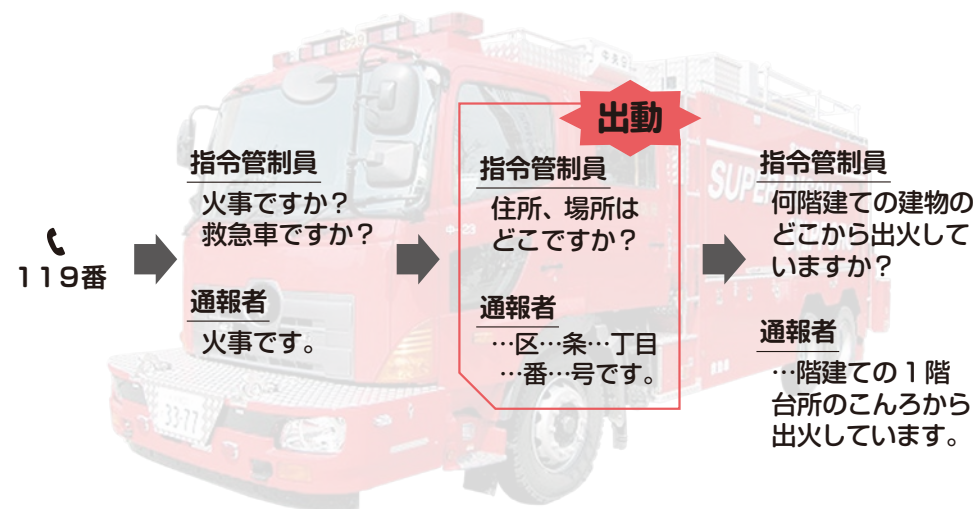 119番
指令管制員
火事ですか?
救急車ですか?
通報者
火事です。
出動
指令管制員
住所、場所は
どこですか?
通報者
…区…条…丁目
…番…号です。
指令管制員
何階建ての建物の
どこから出火して
いますか?
通報者
…階建ての1階
台所のこんろから
出火しています。